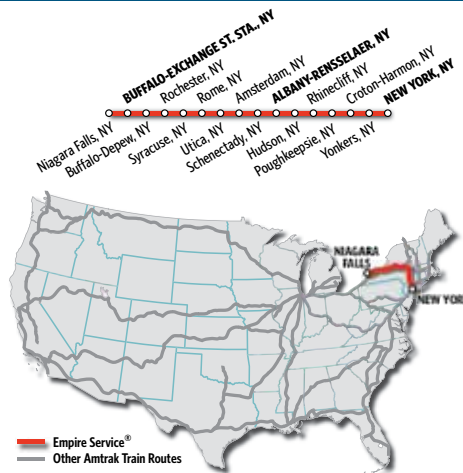 BUFFALO-EXCHANGE ST. STA., NY
Rochester, NY
Rome, NY
Amsterdam, NY
ALBANY-RENSSELAER, NY
Rhinecliff, NY
Croton-Harmon, NY
NEW YORK, NY
Niagara Falls, NY
Buffalo-Depew, NY
Syracuse, NY
Utica, NY
Schenectady, NY
Hudson, NY
Poughkeepsie, NY
Yonkers, NY
NIAGARA
FALLS
NEW YOR
Empire Service®
Other Amtrak Train Routes